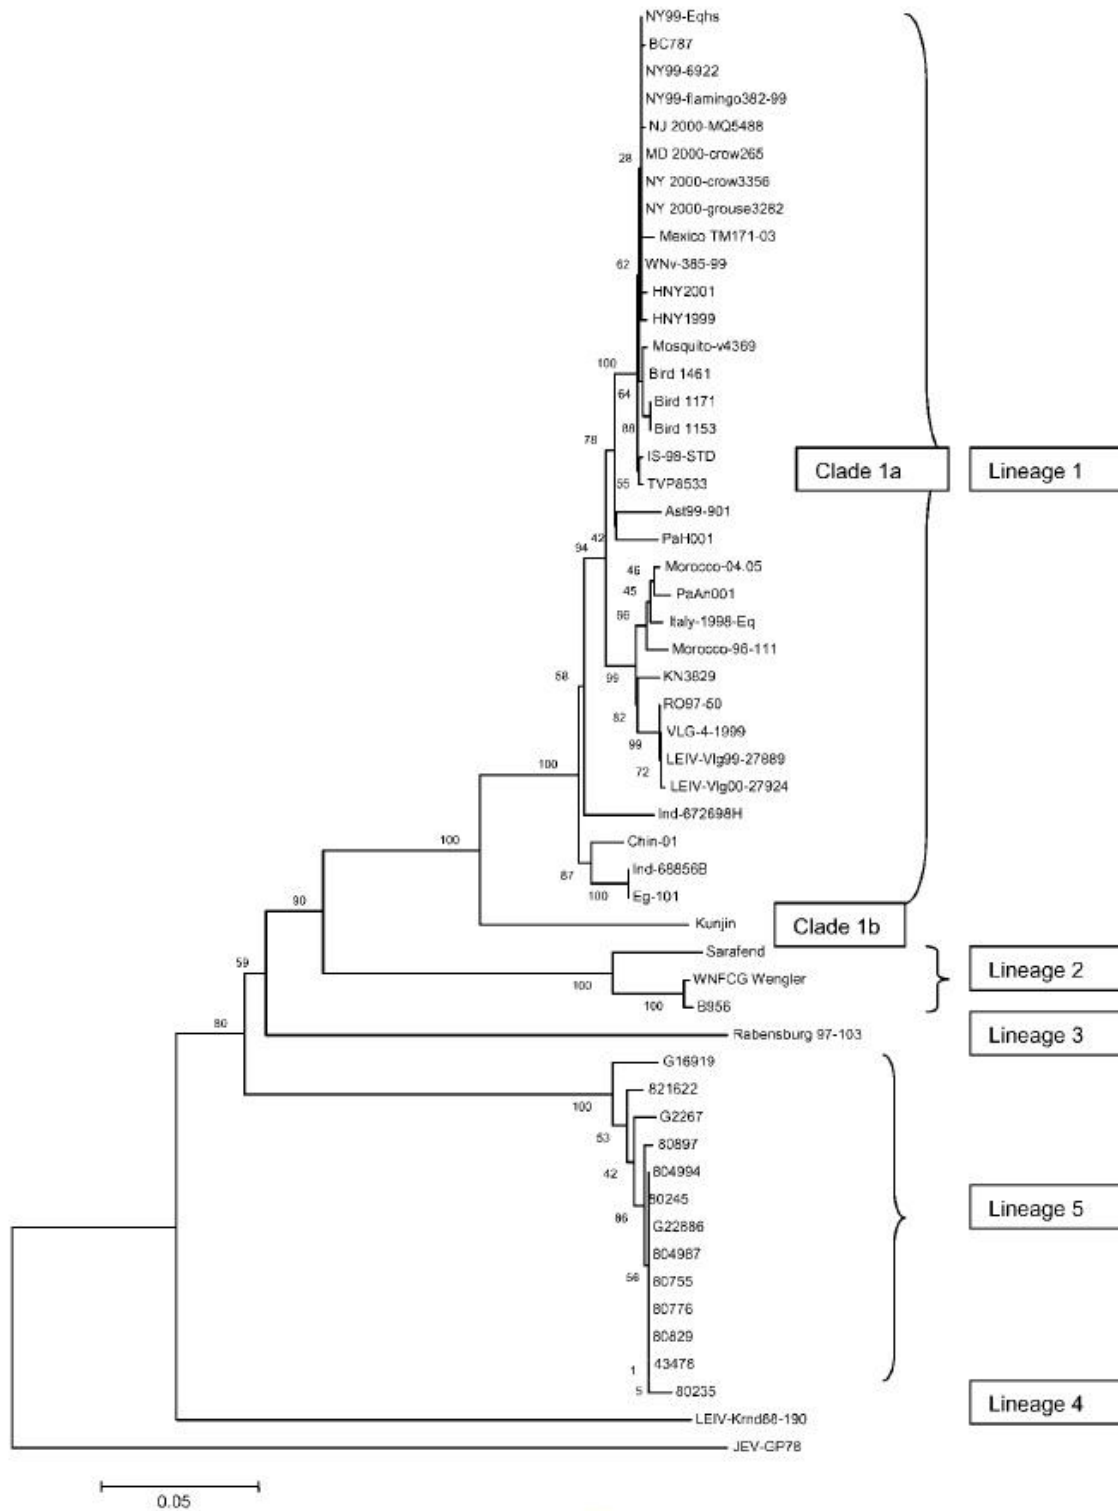 NY99-Eqhs
BC787
NY99-6922
NY99-flamingo382-99
NJ 2000-MQ5488
MD 2000-crow265
28
NY 2000-crow3356
NY 2000-grouse3282
Mexico TM171-03
62
WNv-385-99
HNY2001
HNY1999
Mosquito-v4369
100
Bird 1461
64
Bird 1171
88
Bird 1153
78
IS-98-STD
Clade 1a
Lineage 1
55
TVP8533
Ast99-901
42
PaH001
94
46
Morocco-04.05
45
PaAn001
Italy-1998-Eq
Morocco-96-111
58
99
KN3829
RO97-50
82
VLG-4-1999
99
LEIV-Vlg99-27889
100
72
LEIV-Vlg00-27924
Ind-672698H
100
Chin-01
87
Ind-68856B
100
Eg-101
90
Kunjin
Clade 1b
Sarafend
59
Lineage 2
100
WNFCG Wengler
100
B956
80
Rabensburg 97-103
Lineage 3
G16919
821622
100
G2267
53
80897
42
804994
80245
Lineage 5
86
G22886
804987
56
80755
80776
80829
1
43478
5
80235
Lineage 4
LEIV-Krnd88-190
JEV-GP78
0.05